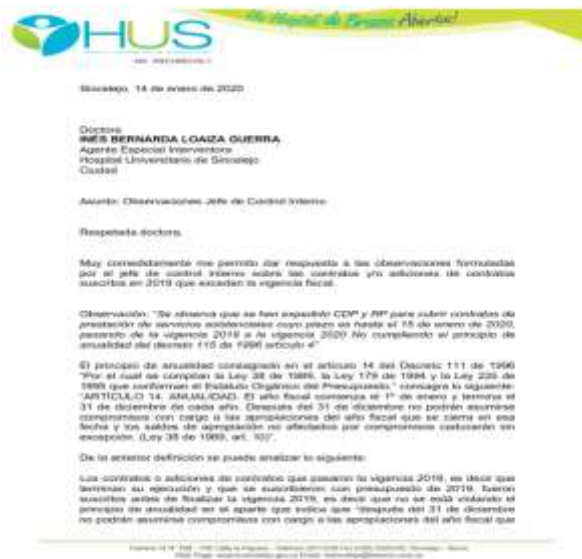 ¡Un Hospital de Brazos Abiertos!
HUS
Sincelejo, 14 de enero de 2020
Doctora
INÉS BERNARDA LOAIZA GUERRA
Agente Especial Interventora
Hospital Universitario de Sincelejo
Ciudad
Asunto: Observaciones Jefe de Control Interno
Respetada doctora,
Muy comedidamente me permito dar respuesta a las observaciones formuladas
por el jefe de control interno sobre los contratos y/o adiciones de contratos
suscritos en 2019 que exceden la vigencia fiscal.
Observación: "Se observa que se han expedido CDP y RP para cubrir contratos de
prestación de servicios asistenciales cuyo plazo es hasta el 15 de enero de 2020,
pasando de la vigencia 2019 a la vigencia 2020 No cumpliendo el principio de
anualidad del decreto 115 de 1996 artículo 4"
El principio de anualidad consagrado en el artículo 14 del Decreto 111 de 1996
"Por el cual se compilan la Ley 38 de 1989, la Ley 179 de 1994 y la Ley 225 de
1995 que conforman el Estatuto Orgánico del Presupuesto." consagra lo siguiente:
"ARTÍCULO 14. ANUALIDAD. El año fiscal comienza el 1º de enero y termina el
31 de diciembre de cada año. Después del 31 de diciembre no podrán asumirse
compromisos con cargo a las apropiaciones del año fiscal que se cierra en esa
fecha y los saldos de apropiación no afectados por compromisos caducarán sin
excepción. (Ley 38 de 1989, art. 10)".
De la anterior definición se puede analizar lo siguiente:
Los contratos o adiciones de contratos que pasaron la vigencia 2019, es decir que
terminan su ejecución y que se suscribieron con presupuesto de 2019, fueron
suscritos antes de finalizar la vigencia 2019, es decir que no se está violando el
principio de anualidad en el aparte que indica que "después del 31 de diciembre
no podrán asumirse compromisos con cargo a las apropiaciones del año fiscal que